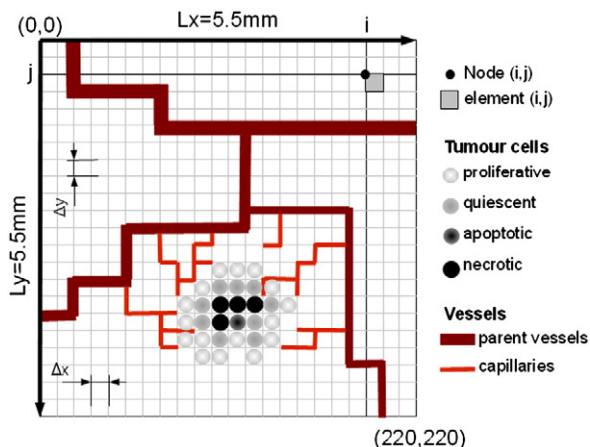 (0,0)
Lx=5.5mm
i
j
Node (i,j)
element (i,j)
Tumour cells
proliferative
quiescent
apoptotic
necrotic
Δy
Ly=5.5mm
Vessels
parent vessels
capillaries
Δx
(220,220)